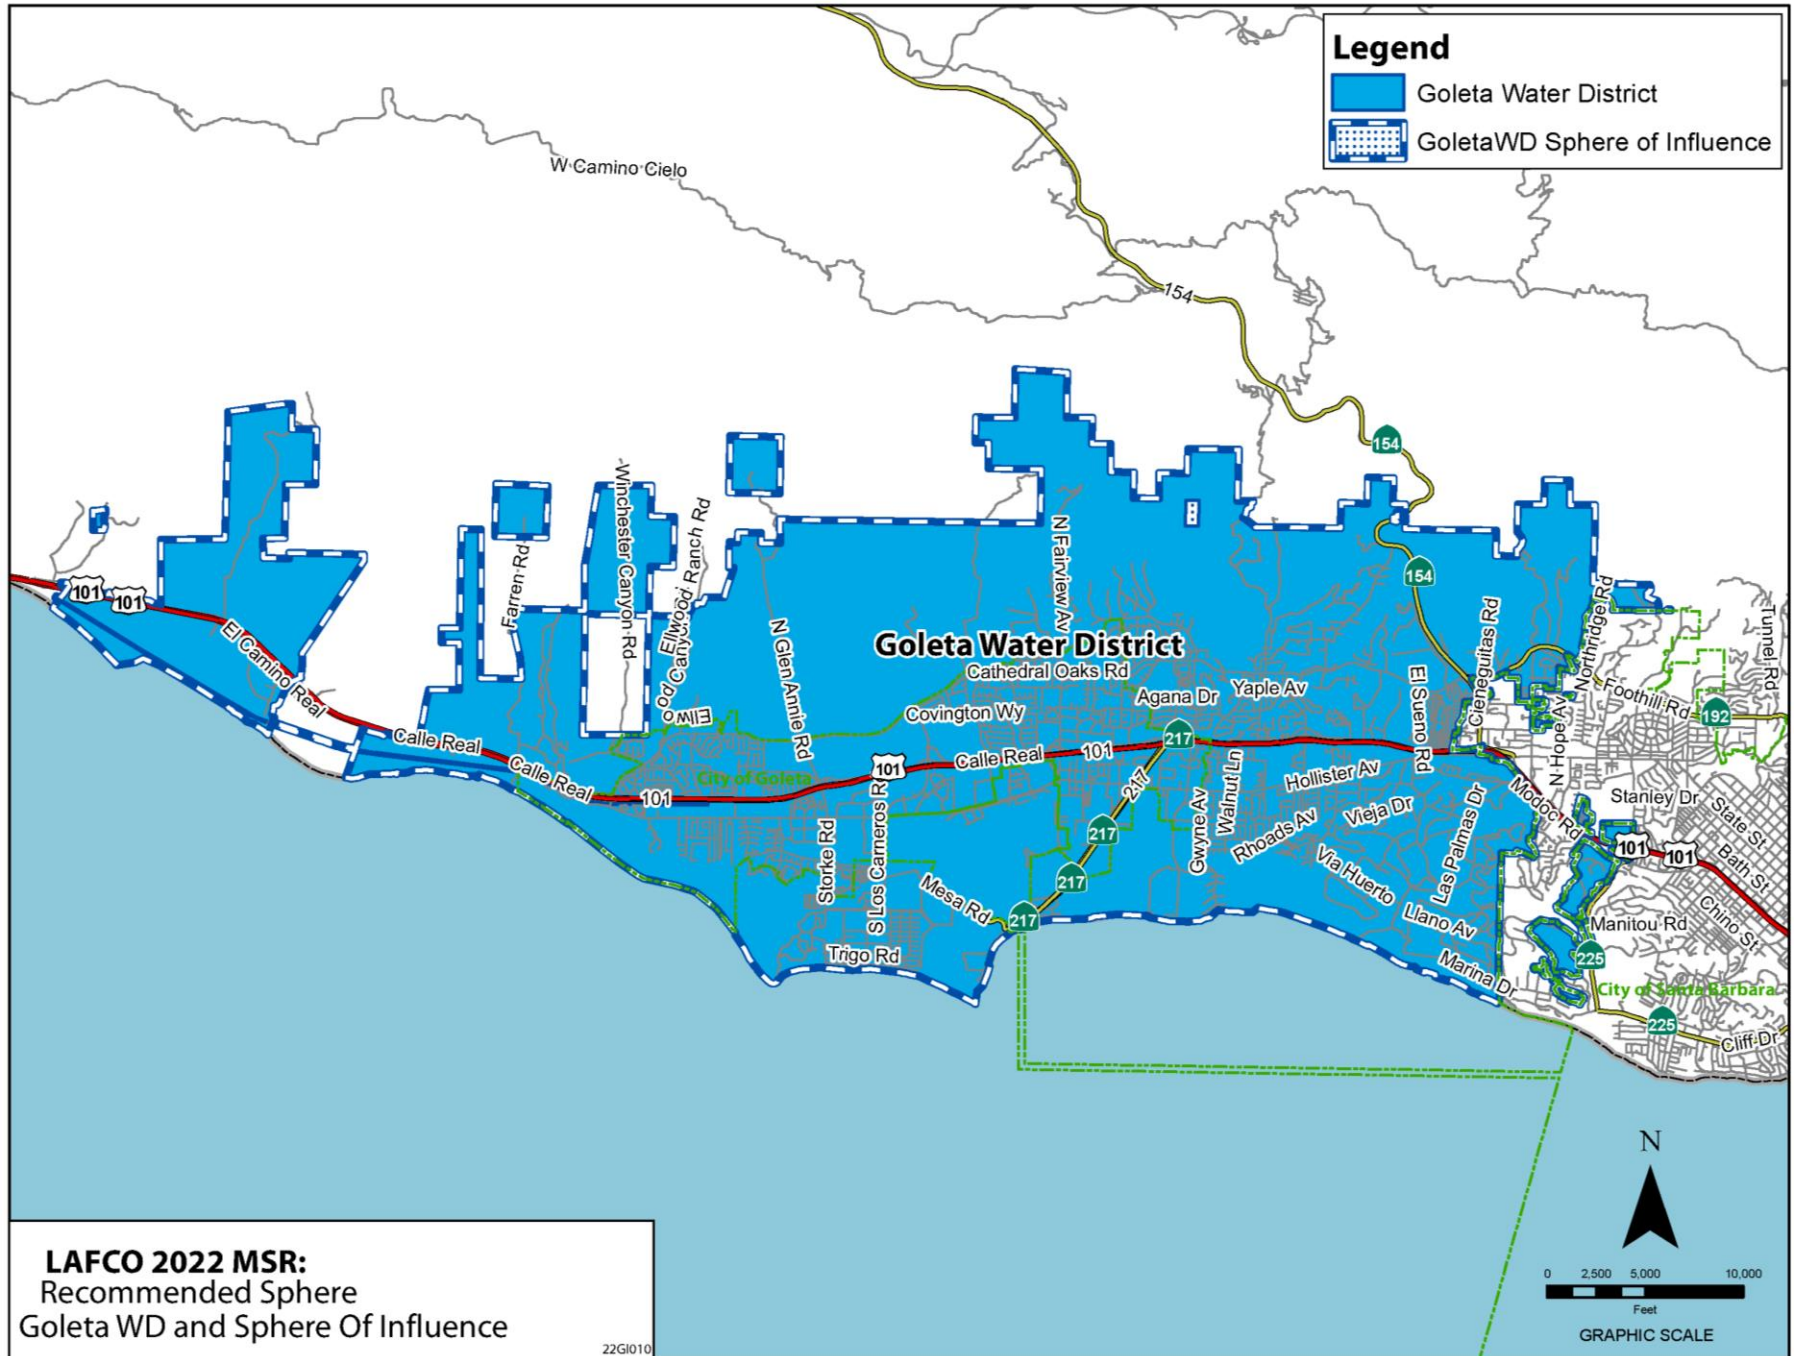 Legend
Goleta Water District
GoletaWD Sphere of Influence
W Camino Cielo
154
154
154
Winchester Canyon Rd
Farren Rd
Ellwood Ranch Rd
Ellwood Canyon Rd
N Glen Annie Rd
N Fairview Av
101
101
El Camino Real
Goleta Water District
Cathedral Oaks Rd
Agana Dr
Yaple Av
Covington Wy
El Sueno Rd
Cieneguitas Rd
Northridge Rd
Tunnel Rd
Foothill Rd
192
N Hope Av
Calle Real
Calle Real
101
City of Goleta
101
Calle Real
101
217
217
217
217
217
Walnut Ln
Gwyne Av
Hollister Av
Rhoads Av
Vieja Dr
Via Huerto
Las Palmas Dr
Llano Av
Marina Dr
Modoc Rd
Stanley Dr
State St
Bath St
Chino St
101
101
Manitou Rd
225
City of Santa Barbara
225
Cliff Dr
Storke Rd
S Los Carneros Rd
Mesa Rd
Trigo Rd
N
0 2,500 5,000 10,000
Feet
GRAPHIC SCALE
LAFCO 2022 MSR:
Recommended Sphere
Goleta WD and Sphere Of Influence
22GI010